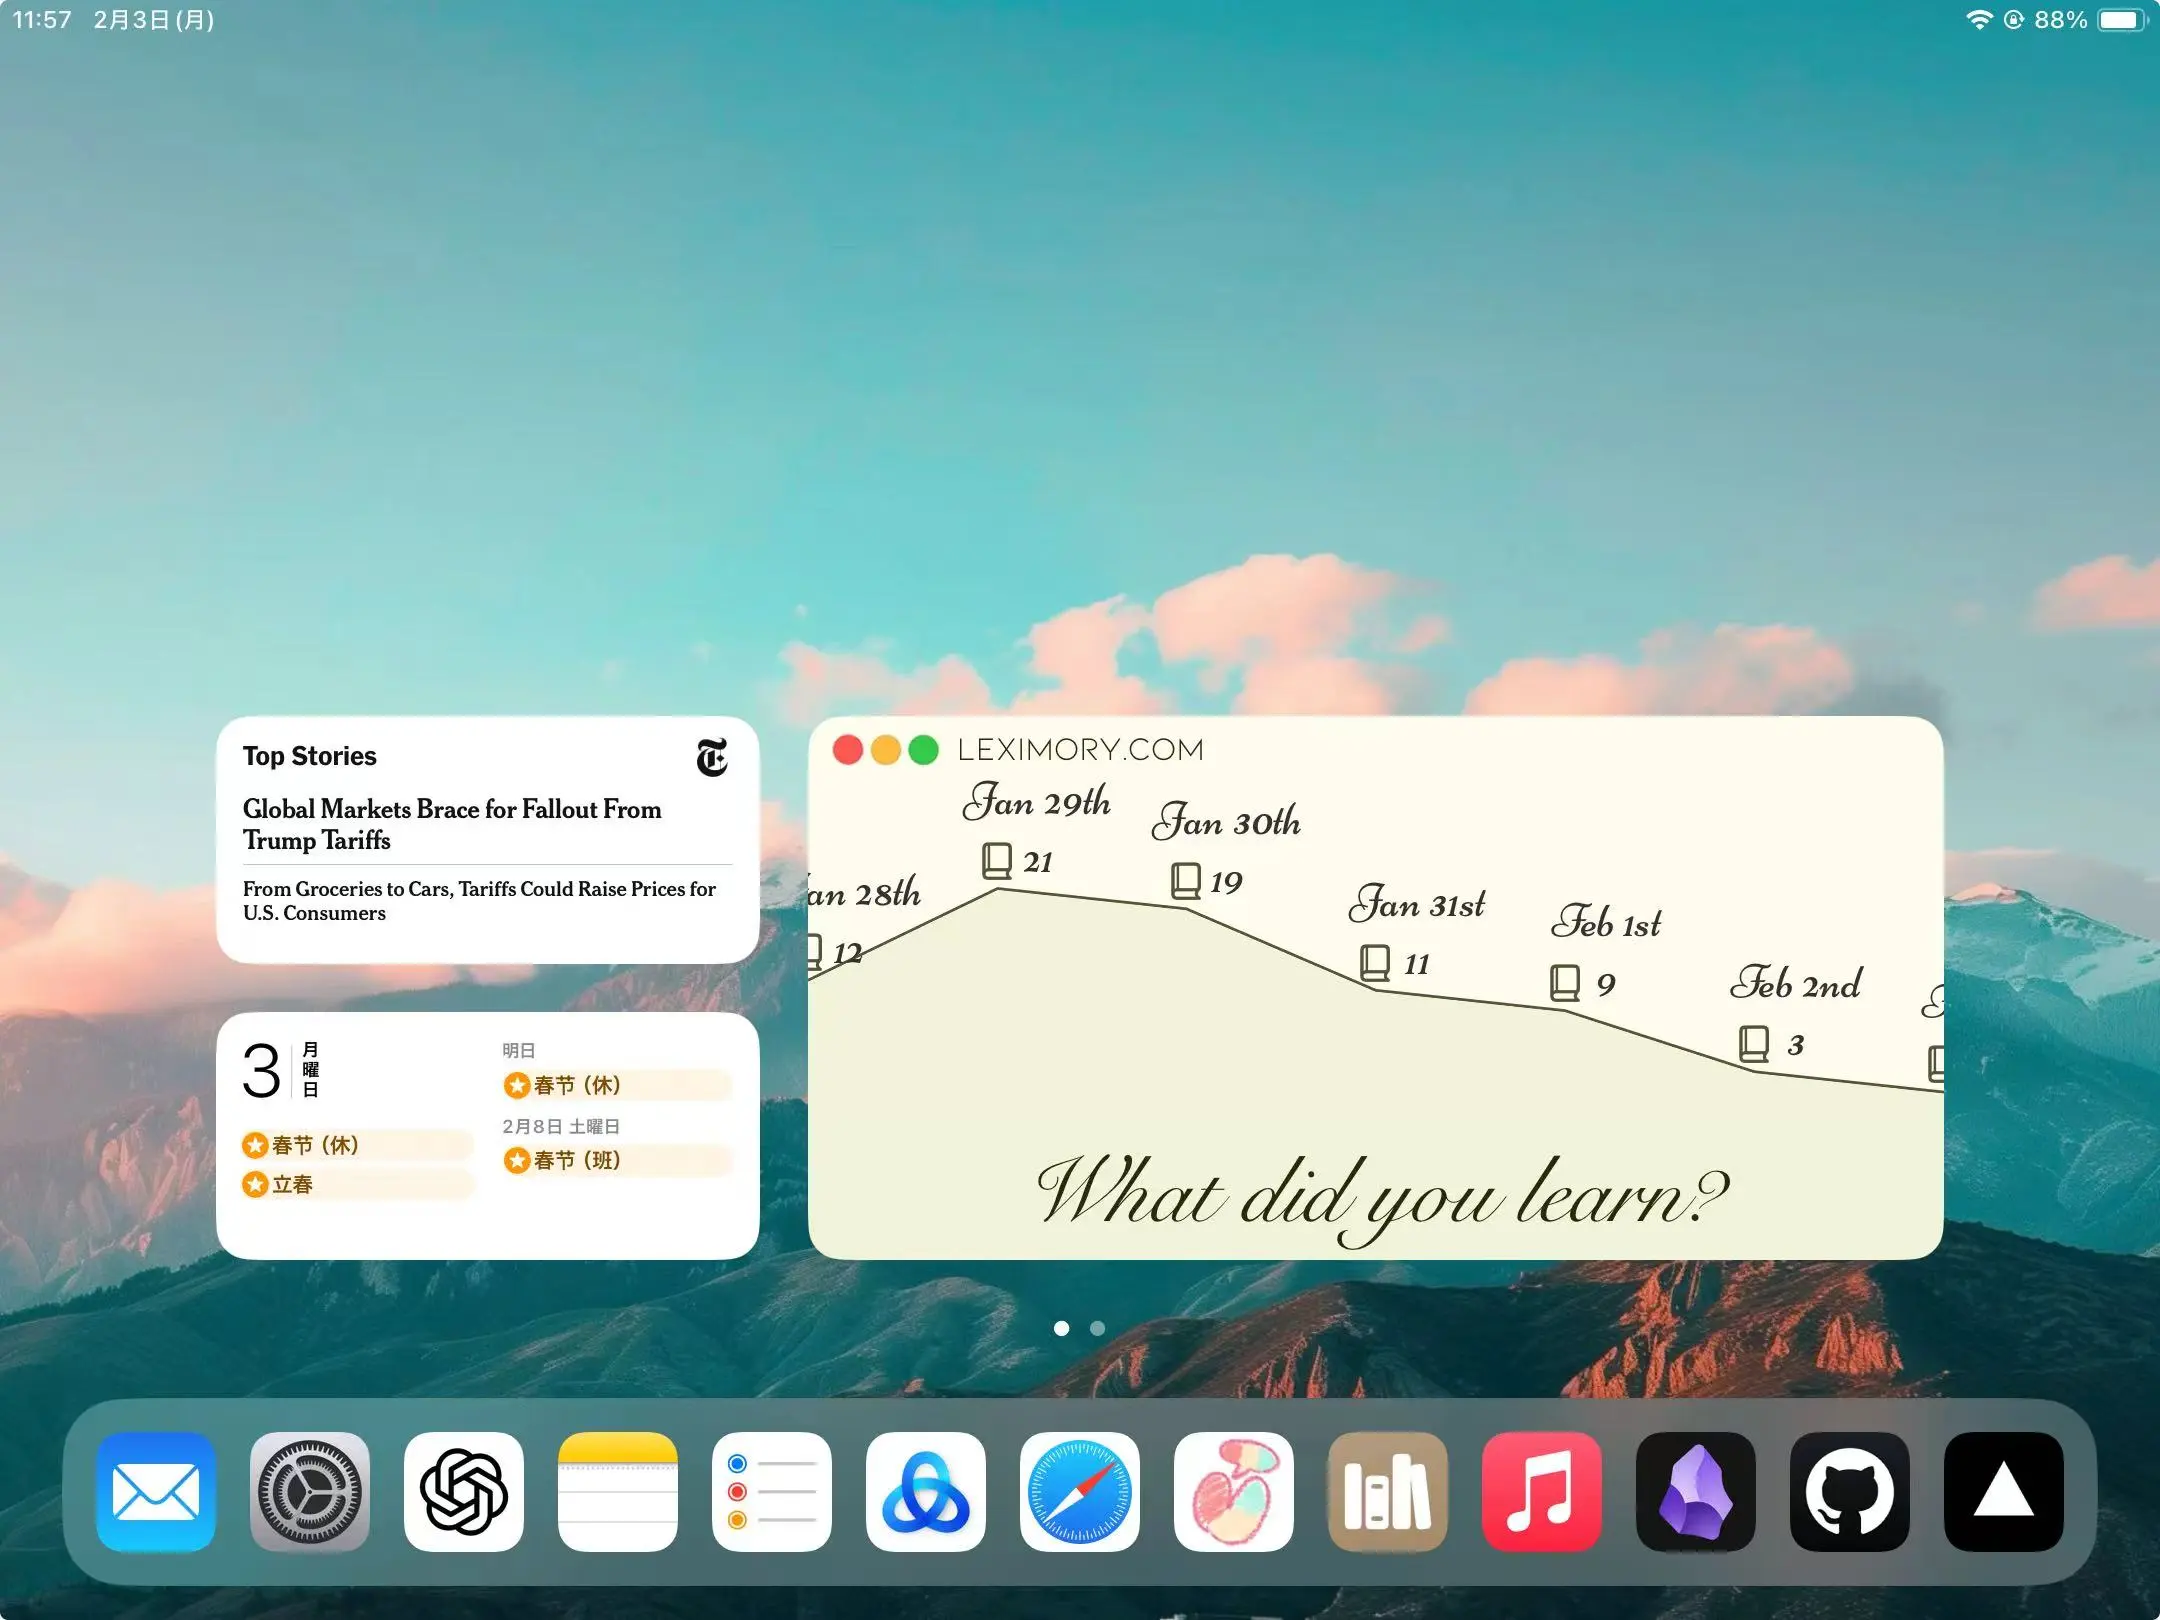 11:57 2月3日(月)
88%
Top Stories
Global Markets Brace for Fallout From
Trump Tariffs
From Groceries to Cars, Tariffs Could Raise Prices for
U.S. Consumers
3
月
曜
日
春节（休）
立春
明日
春节（休）
2月8日 土曜日
春节（班）
LEXIMORY.COM
an 28th
12
Jan 29th
21
Jan 30th
19
Jan 31st
11
Feb 1st
9
Feb 2nd
3
What did you learn?